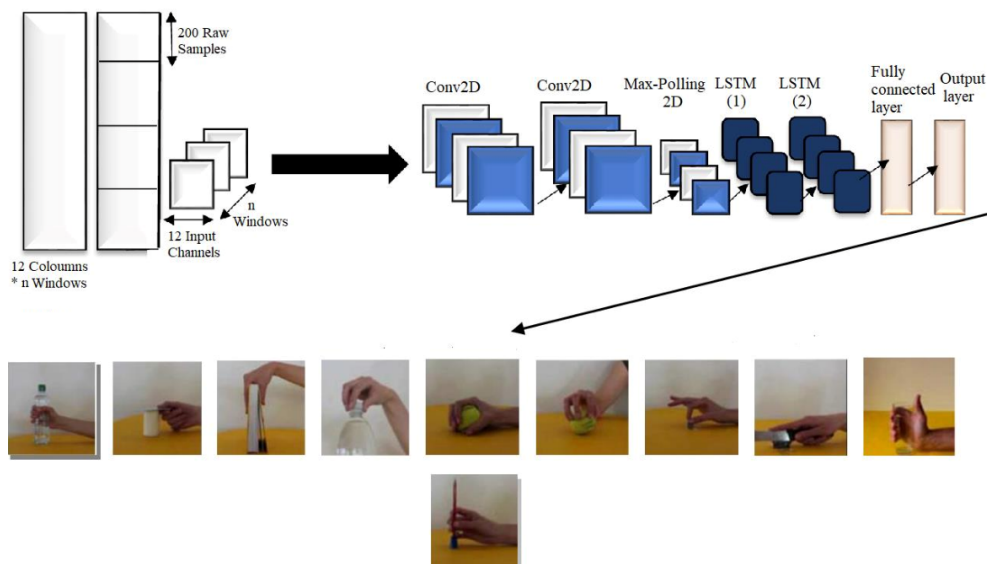 200 Raw
Samples
n
Windows
12 Input
Channels
12 Coloumns
* n Windows
Conv2D
Conv2D
Max-Polling
2D
LSTM
(1)
LSTM
(2)
Fully
connected
layer
Output
layer